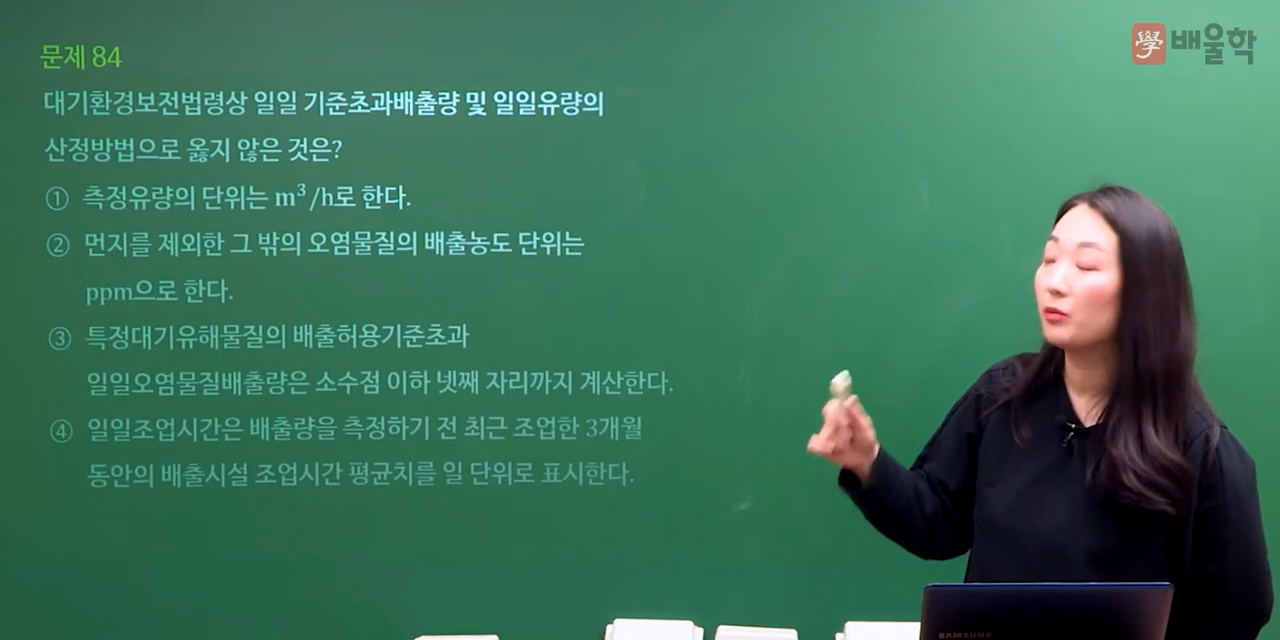 學 배울학
문제 84
대기환경보전법령상 일일 기준초과배출량 및 일일유량의
산정방법으로 옳지 않은 것은?
① 측정유량의 단위는 m³/h로 한다.
② 먼지를 제외한 그 밖의 오염물질의 배출농도 단위는
ppm으로 한다.
③ 특정대기유해물질의 배출허용기준초과
일일오염물질배출량은 소수점 이하 넷째 자리까지 계산한다.
④ 일일조업시간은 배출량을 측정하기 전 최근 조업한 3개월
동안의 배출시설 조업시간 평균치를 일 단위로 표시한다.
SAMSUNG